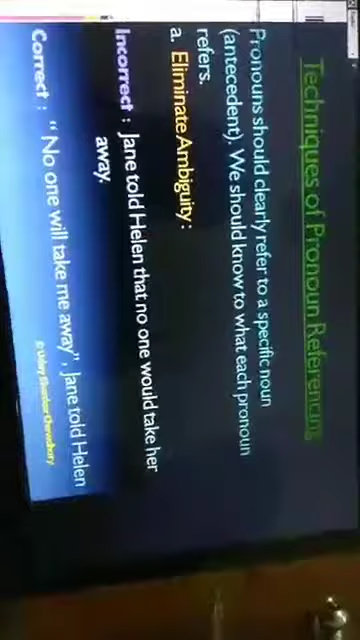 Techniques of Pronoun Referencing
Pronouns should clearly refer to a specific noun
(antecedent). We should know to what each pronoun
refers.
a. Eliminate Ambiguity :
Incorrect : Jane told Helen that no one would take her
away.
Correct : “ No one will take me away”, Jane told Helen